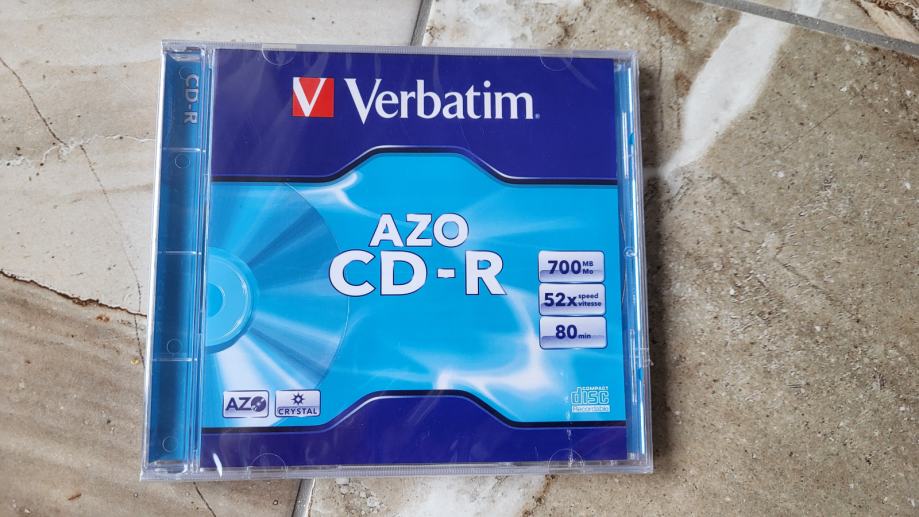 CD-R
V Verbatim.
AZO
CD-R
700 MB
Mo
52x speed
vitesse
80 min
AZO
CRYSTAL
COMPACT
disc
Recordable